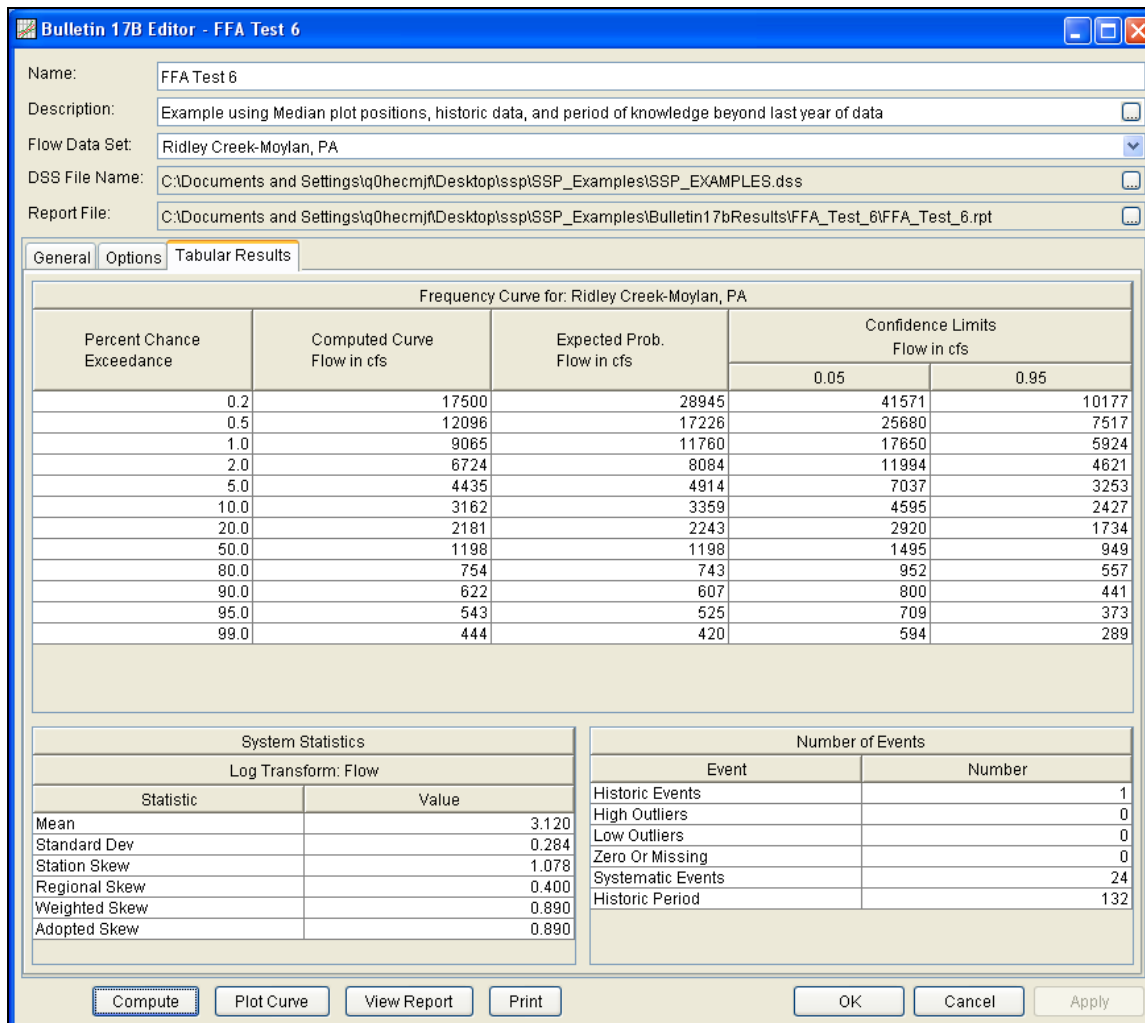 Bulletin 17B Editor - FFA Test 6
Name: FFA Test 6
Description: Example using Median plot positions, historic data, and period of knowledge beyond last year of data ...
Flow Data Set: Ridley Creek-Moylan, PA
DSS File Name: C:\Documents and Settings\q0hecmjf\Desktop\ssp\SSP_Examples\SSP_EXAMPLES.dss ...
Report File: C:\Documents and Settings\q0hecmjf\Desktop\ssp\SSP_Examples\Bulletin17bResults\FFA_Test_6\FFA_Test_6.rpt ...
General Options Tabular Results
Frequency Curve for: Ridley Creek-Moylan, PA
Percent Chance Exceedance Computed Curve Flow in cfs Expected Prob. Flow in cfs Confidence Limits Flow in cfs
0.05 0.95
0.2 17500 28945 41571 10177
0.5 12096 17226 25680 7517
1.0 9065 11760 17650 5924
2.0 6724 8084 11994 4621
5.0 4435 4914 7037 3253
10.0 3162 3359 4595 2427
20.0 2181 2243 2920 1734
50.0 1198 1198 1495 949
80.0 754 743 952 557
90.0 622 607 800 441
95.0 543 525 709 373
99.0 444 420 594 289
System Statistics
Log Transform: Flow
Statistic Value
Mean 3.120
Standard Dev 0.284
Station Skew 1.078
Regional Skew 0.400
Weighted Skew 0.890
Adopted Skew 0.890
Number of Events
Event Number
Historic Events 1
High Outliers 0
Low Outliers 0
Zero Or Missing 0
Systematic Events 24
Historic Period 132
Compute Plot Curve View Report Print OK Cancel Apply